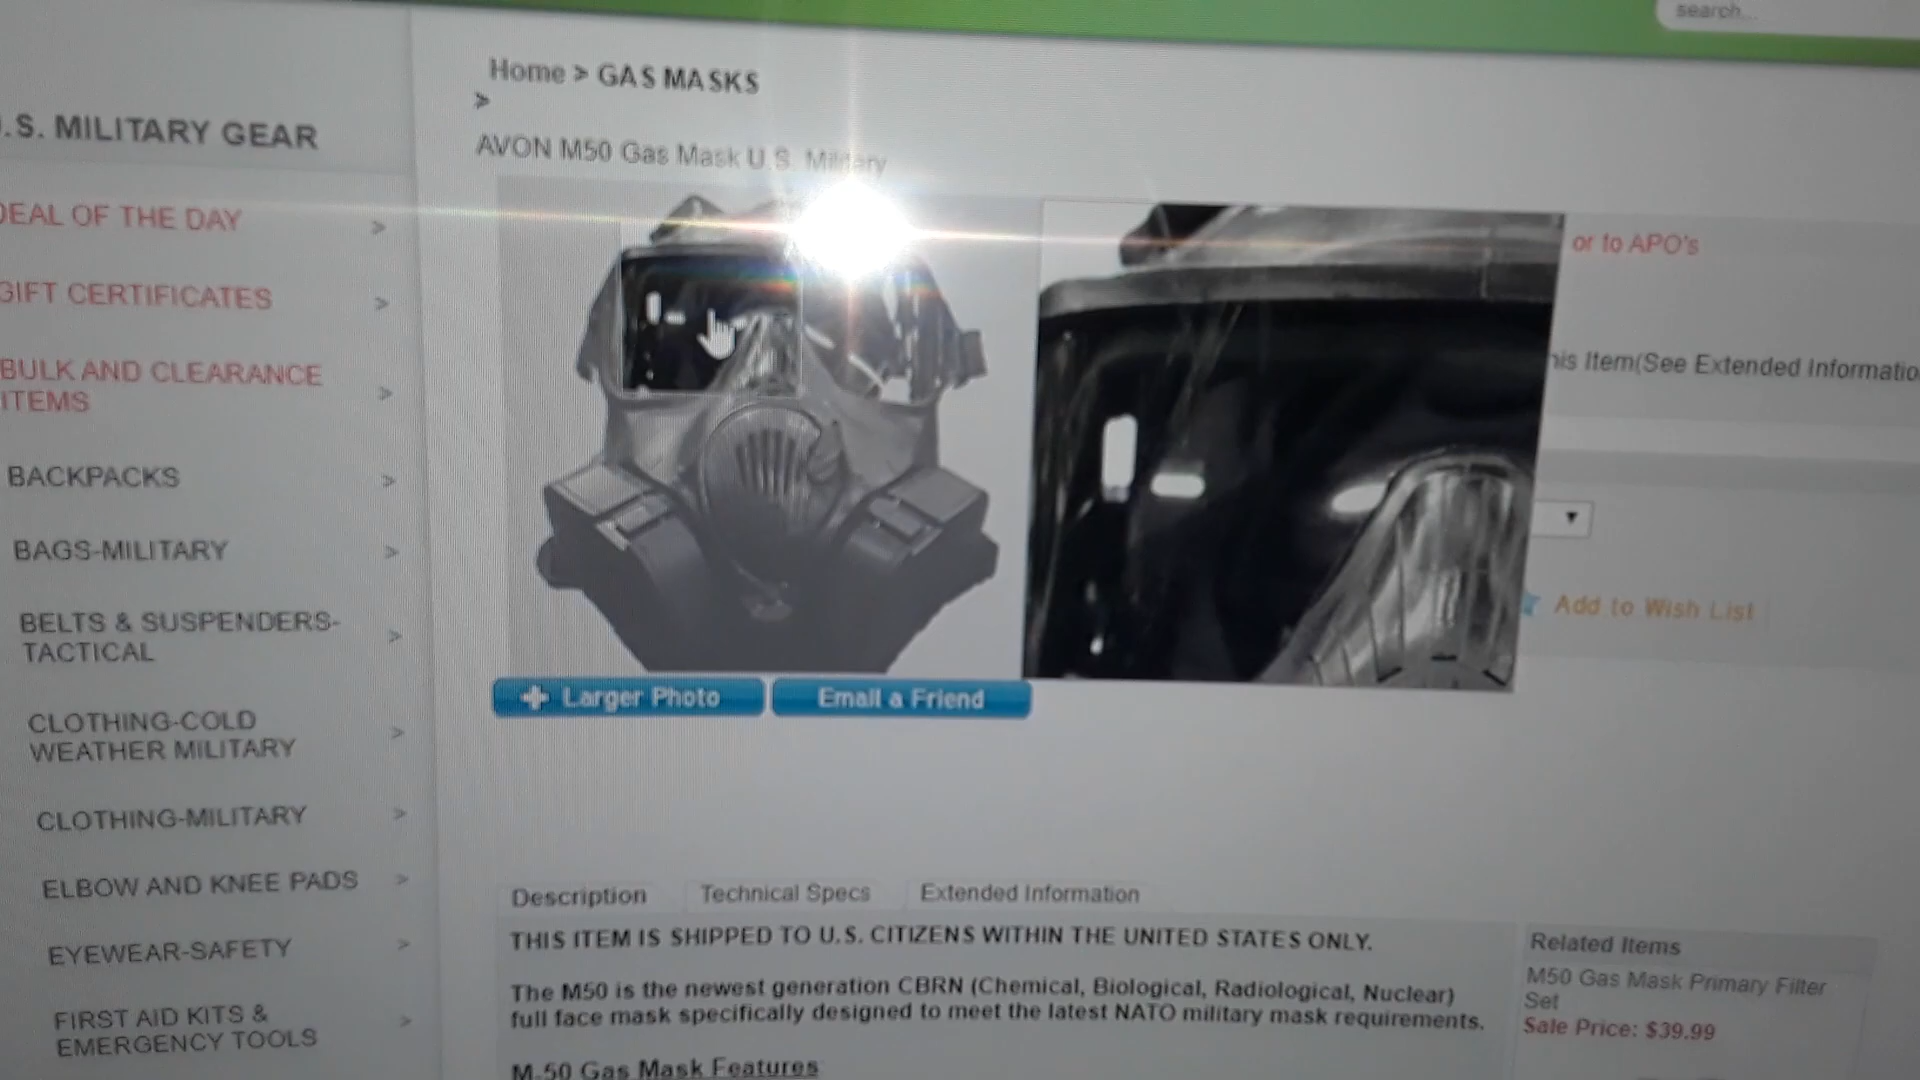 search...
Home > GAS MASKS
>
.S. MILITARY GEAR
AVON M50 Gas Mask U.S. Military
DEAL OF THE DAY >
GIFT CERTIFICATES >
BULK AND CLEARANCE
ITEMS >
BACKPACKS >
BAGS-MILITARY >
BELTS & SUSPENDERS-
TACTICAL >
CLOTHING-COLD
WEATHER MILITARY >
CLOTHING-MILITARY >
ELBOW AND KNEE PADS >
EYEWEAR-SAFETY >
FIRST AID KITS &
EMERGENCY TOOLS >
or to APO's
his Item(See Extended Informatio
Add to Wish List
Larger Photo
Email a Friend
Description
Technical Specs
Extended Information
THIS ITEM IS SHIPPED TO U.S. CITIZENS WITHIN THE UNITED STATES ONLY.
The M50 is the newest generation CBRN (Chemical, Biological, Radiological, Nuclear)
full face mask specifically designed to meet the latest NATO military mask requirements.
M-50 Gas Mask Features
Related Items
M50 Gas Mask Primary Filter
Set
Sale Price: $39.99